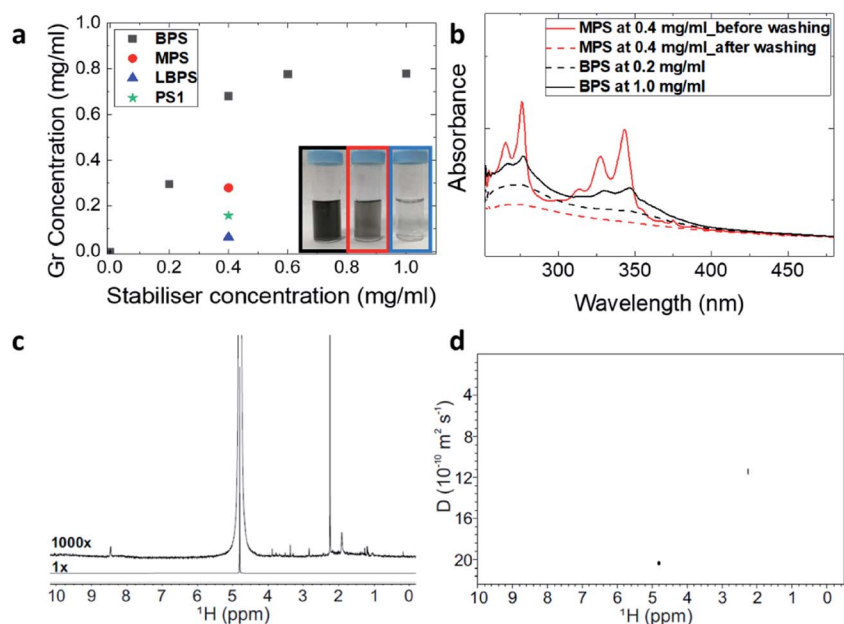 a
Gr Concentration (mg/ml)
1.0
0.8
0.6
0.4
0.2
0.0
BPS
MPS
LBPS
PS1
0.0 0.2 0.4 0.6 0.8 1.0
Stabiliser concentration (mg/ml)
b
Absorbance
MPS at 0.4 mg/ml_before washing
MPS at 0.4 mg/ml_after washing
BPS at 0.2 mg/ml
BPS at 1.0 mg/ml
300 350 400 450
Wavelength (nm)
c
1000x
1x
10 9 8 7 6 5 4 3 2 1 0
¹H (ppm)
d
D (10⁻¹⁰ m² s⁻¹)
4
8
12
16
20
10 9 8 7 6 5 4 3 2 1 0
¹H (ppm)